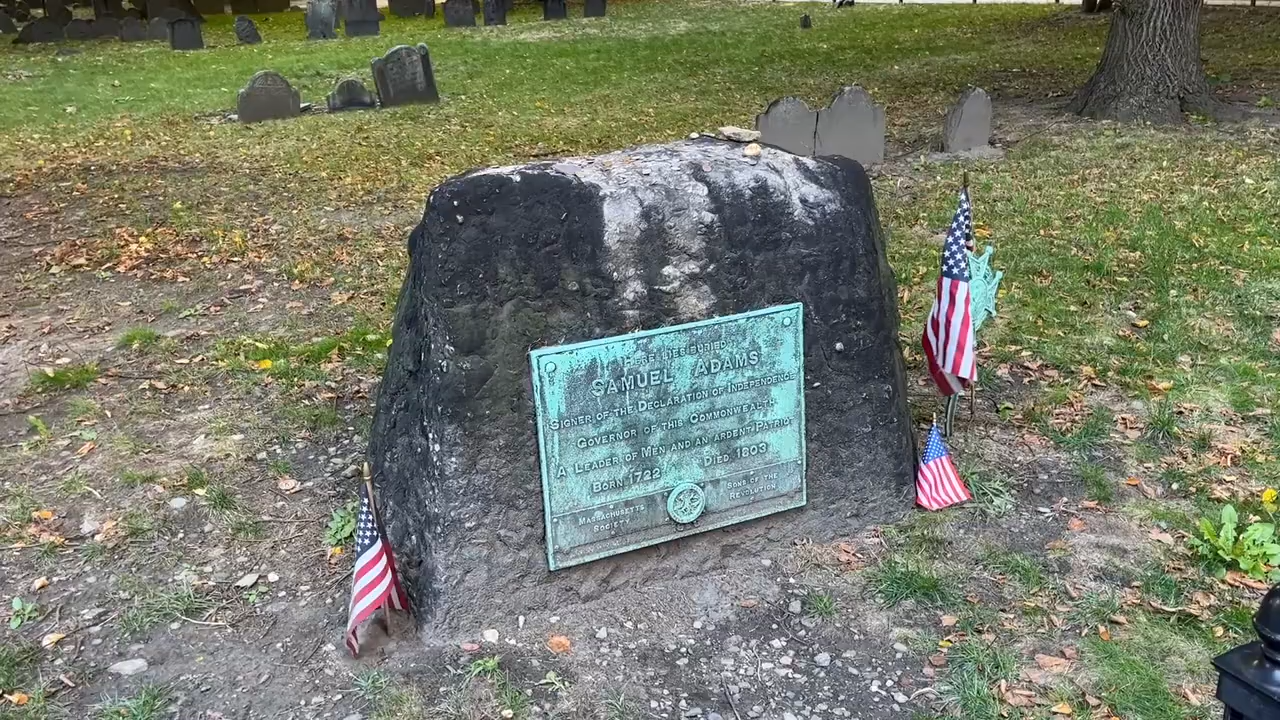 HERE LIES BURIED
SAMUEL ADAMS
SIGNER OF THE DECLARATION OF INDEPENDENCE
GOVERNOR OF THIS COMMONWEALTH
A LEADER OF MEN AND AN ARDENT PATRIOT
BORN 1722 DIED 1803
MASSACHUSETTS SOCIETY
SONS OF THE REVOLUTION